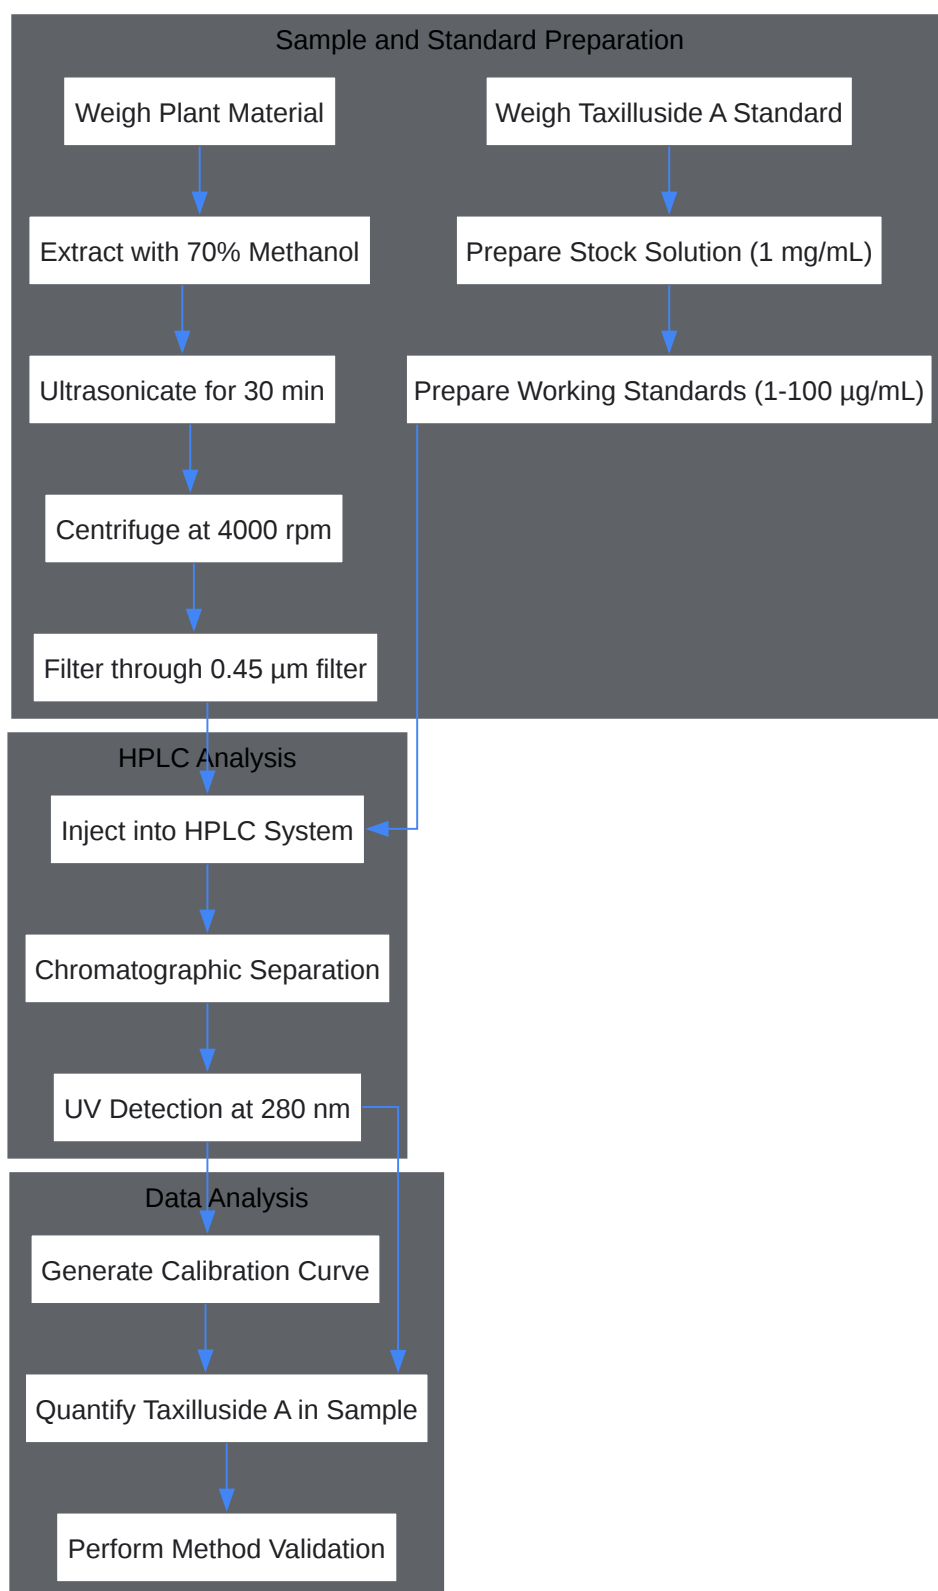 Sample and Standard Preparation
Weigh Plant Material
Weigh Taxilluside A Standard
Extract with 70% Methanol
Prepare Stock Solution (1 mg/mL)
Ultrasonicate for 30 min
Prepare Working Standards (1-100 µg/mL)
Centrifuge at 4000 rpm
Filter through 0.45 µm filter
HPLC Analysis
Inject into HPLC System
Chromatographic Separation
UV Detection at 280 nm
Data Analysis
Generate Calibration Curve
Quantify Taxilluside A in Sample
Perform Method Validation